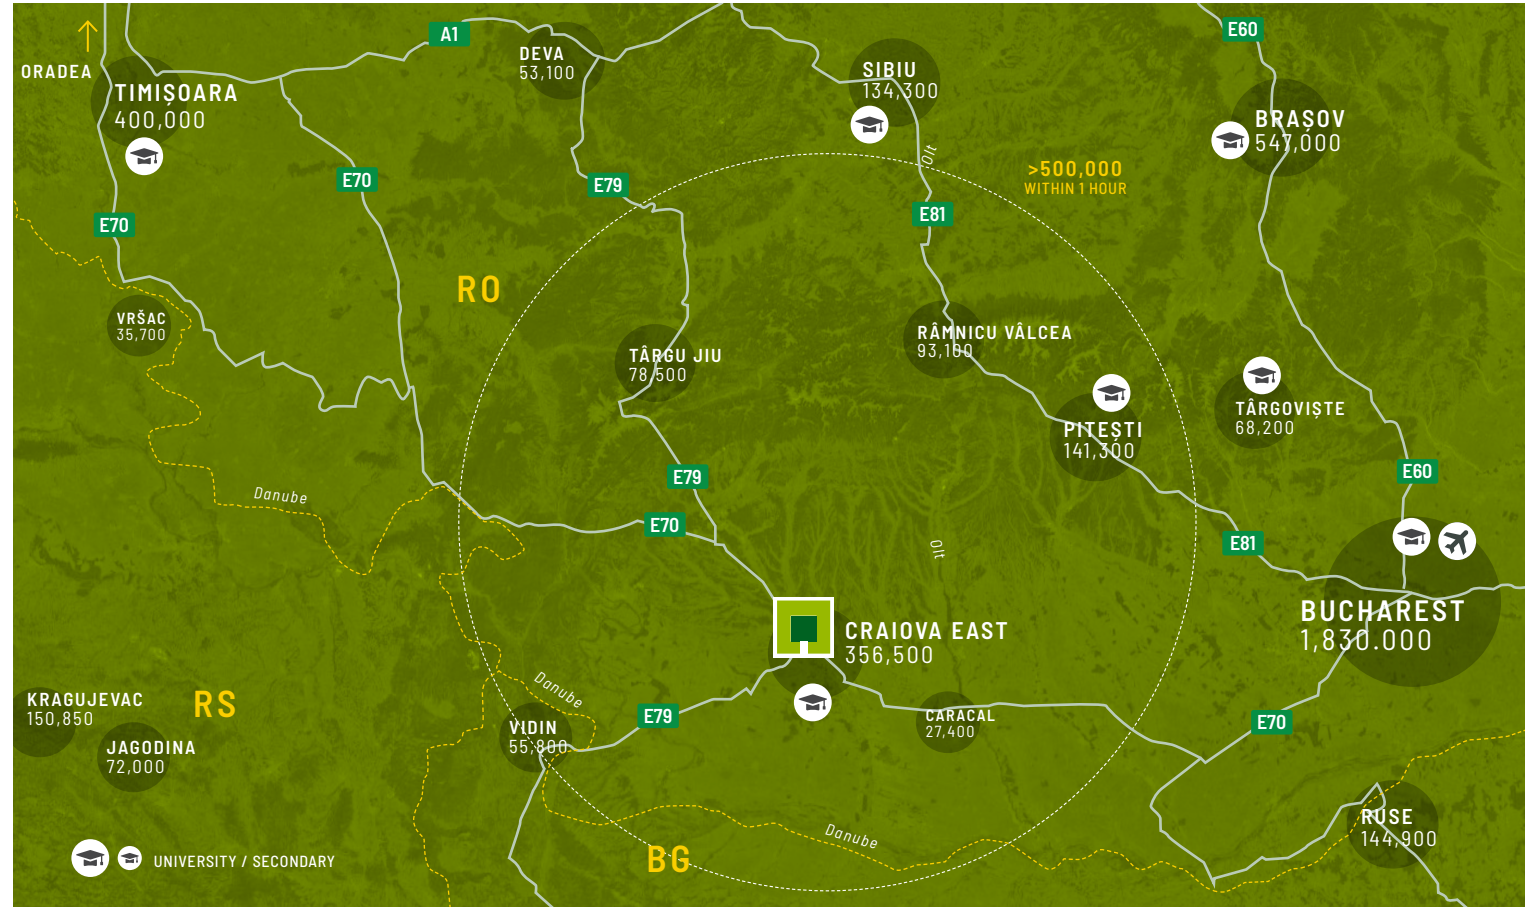 A1
E60
DEVA
53,100
ORADEA
SIBIU
134,300
TIMIȘOARA
400,000
BRAȘOV
547,000
Olt
>500,000
WITHIN 1 HOUR
E70
E79
E81
E70
RO
VRŠAC
35,700
RÂMNICU VÂLCEA
93,100
TÂRGU JIU
78,500
TÂRGOVIȘTE
68,200
PITEȘTI
141,300
E79
E60
Danube
E70
Olt
E81
BUCHAREST
1,830.000
CRAIOVA EAST
356,500
Danube
KRAGUJEVAC
150,850
RS
E79
CARACAL
27,400
E70
VIDIN
55,800
JAGODINA
72,000
RUSE
144,900
Danube
BG
UNIVERSITY / SECONDARY